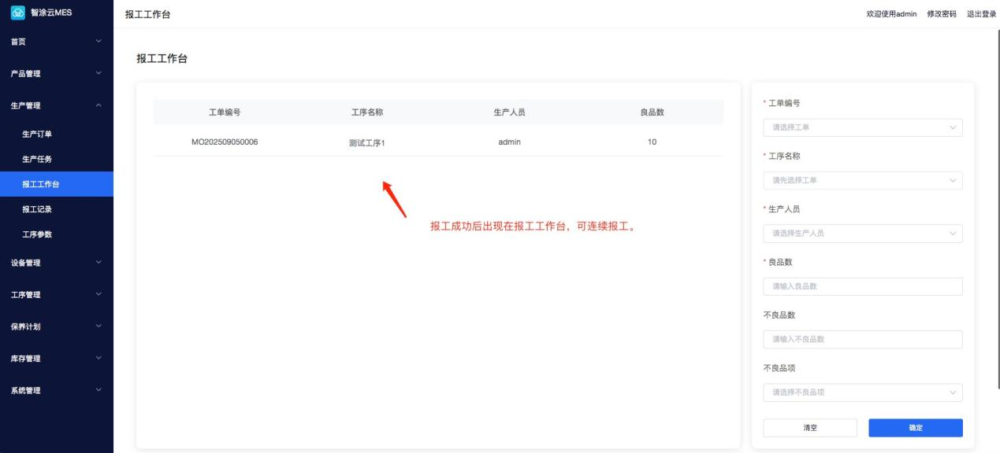 智涂云MES
报工工作台
欢迎使用admin 修改密码 退出登录
首页
产品管理
生产管理
生产订单
生产任务
报工工作台
报工记录
工序参数
设备管理
工序管理
保养计划
库存管理
系统管理
报工工作台
工单编号 工序名称 生产人员 良品数
MO202509050006 测试工序1 admin 10
报工成功后出现在报工工作台，可连续报工。
* 工单编号
请选择工单
* 工序名称
请先选择工单
* 生产人员
请选择生产人员
* 良品数
请输入良品数
不良品数
请输入不良品数
不良品项
请选择不良品项
清空 确定